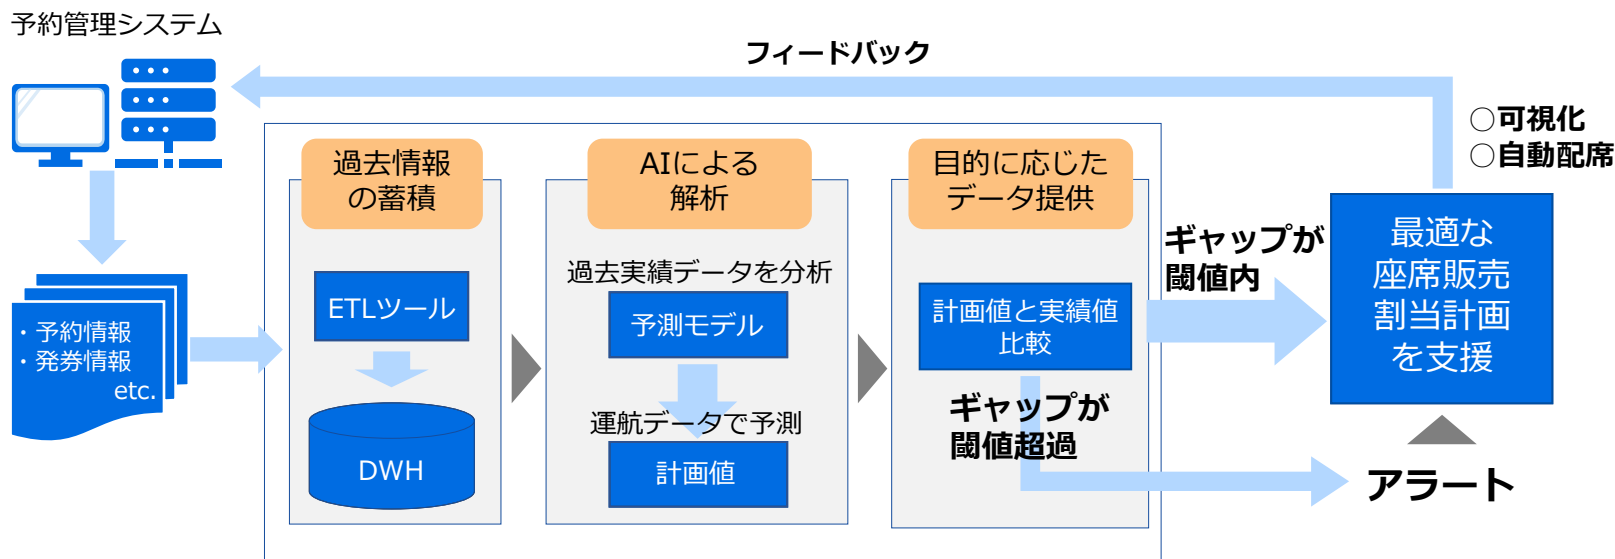 予約管理システム
フィードバック
○可視化
○自動配席
過去情報
の蓄積
AIによる
解析
目的に応じた
データ提供
・予約情報
・発券情報
etc.
ETLツール
DWH
過去実績データを分析
予測モデル
運航データで予測
計画値
計画値と実績値
比較
ギャップが
閾値内
ギャップが
閾値超過
最適な
座席販売
割当計画
を支援
アラート